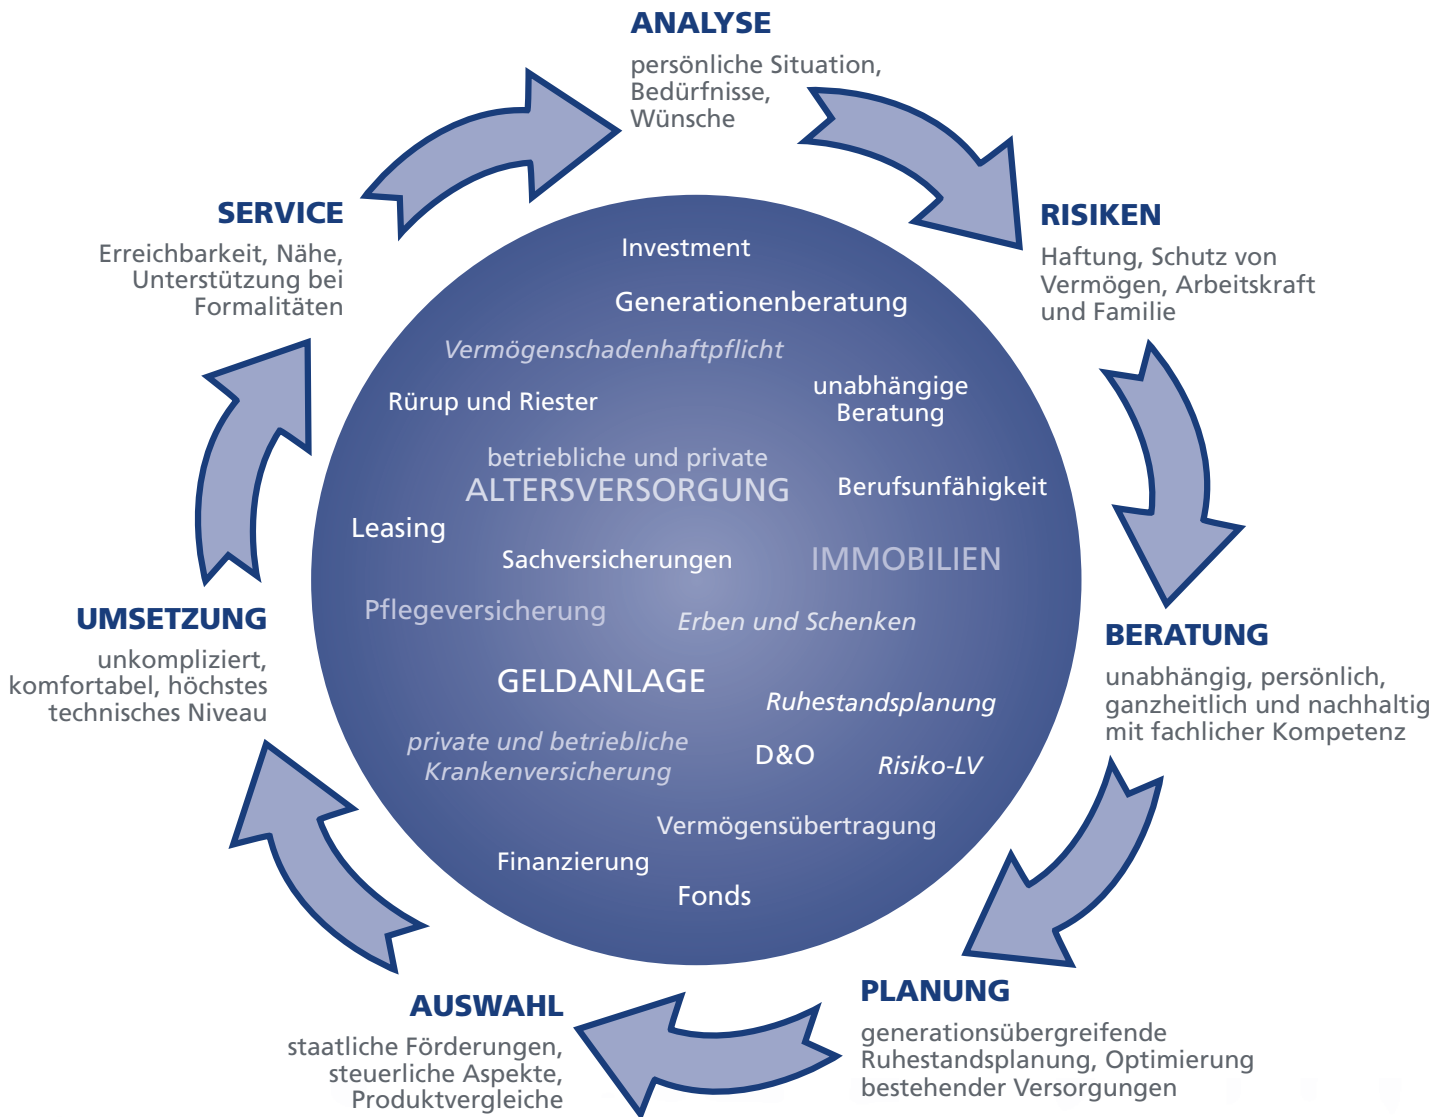 ANALYSE
persönliche Situation,
Bedürfnisse,
Wünsche
RISIKEN
Haftung, Schutz von
Vermögen, Arbeitskraft
und Familie
BERATUNG
unabhängig, persönlich,
ganzheitlich und nachhaltig
mit fachlicher Kompetenz
PLANUNG
generationsübergreifende
Ruhestandsplanung, Optimierung
bestehender Versorgungen
AUSWAHL
staatliche Förderungen,
steuerliche Aspekte,
Produktvergleiche
UMSETZUNG
unkompliziert,
komfortabel, höchstes
technisches Niveau
SERVICE
Erreichbarkeit, Nähe,
Unterstützung bei
Formalitäten
Investment
Generationenberatung
Vermögenschadenhaftpflicht
unabhängige
Beratung
Rürup und Riester
betriebliche und private
ALTERSVERSORGUNG
Berufsunfähigkeit
Leasing
Sachversicherungen
IMMOBILIEN
Pflegeversicherung
Erben und Schenken
GELDANLAGE
Ruhestandsplanung
private und betriebliche
Krankenversicherung
D&O
Risiko-LV
Vermögensübertragung
Finanzierung
Fonds